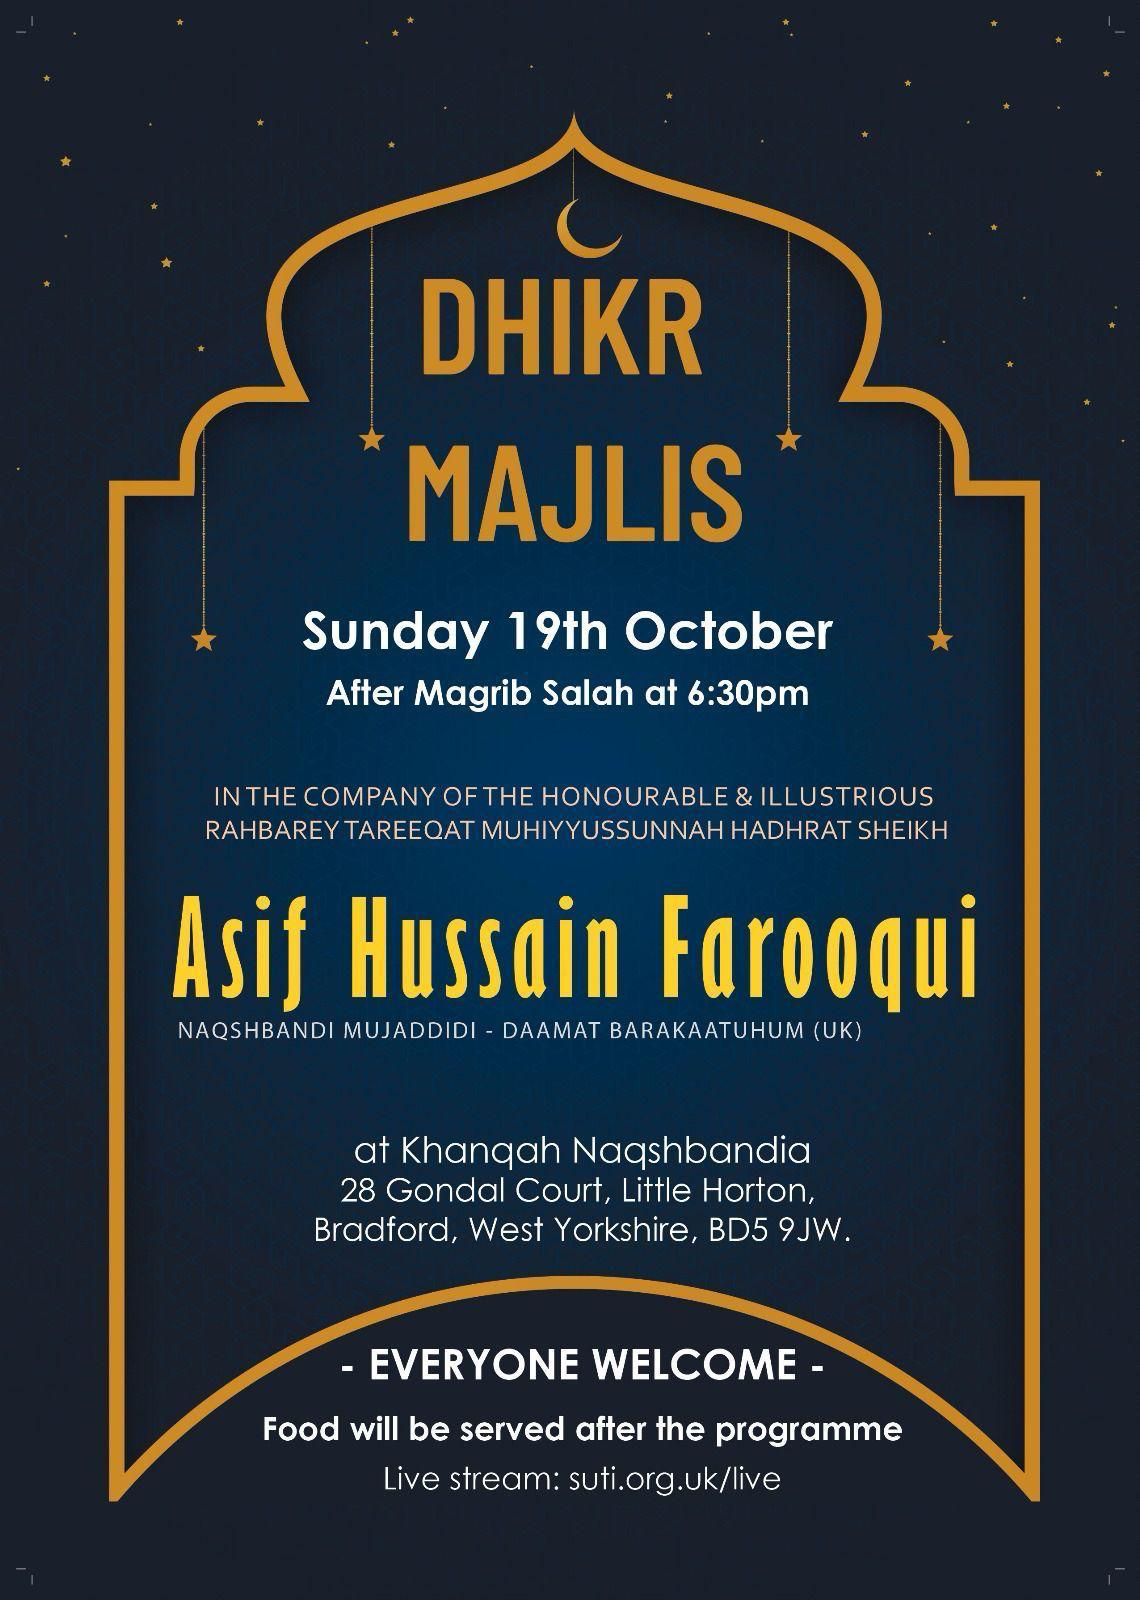 DHIKR
MAJLIS
Sunday 19th October
After Magrib Salah at 6:30pm
IN THE COMPANY OF THE HONOURABLE & ILLUSTRIOUS
RAHBAREY TAREEQAT MUHIYYUSSUNNAH HADHRAT SHEIKH
Asif Hussain Farooqui
NAQSHBANDI MUJADDIDI - DAAMAT BARAKAATUHUM (UK)
at Khanqah Naqshbandia
28 Gondal Court, Little Horton,
Bradford, West Yorkshire, BD5 9JW.
- EVERYONE WELCOME -
Food will be served after the programme
Live stream: suti.org.uk/live